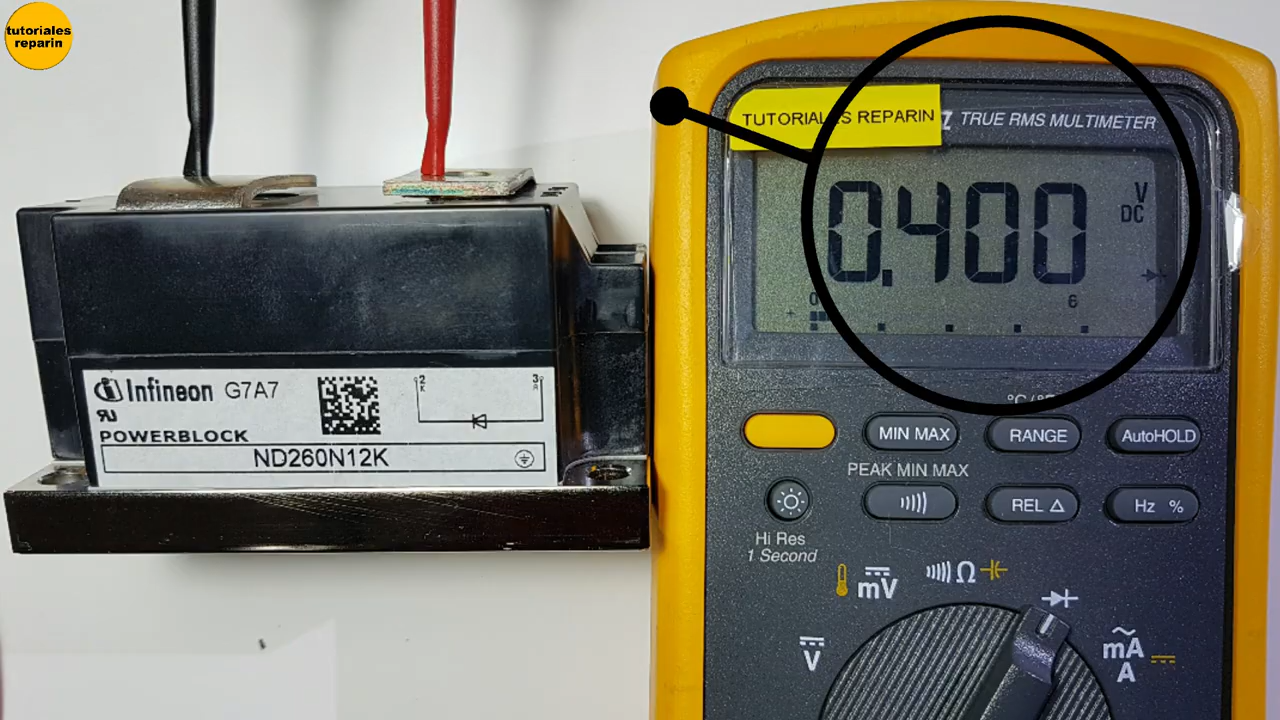 tutoriales
reparin
TUTORIALES REPARIN
TRUE RMS MULTIMETER
0.400
V
DC
0
6
+
Infineon G7A7
2
K
3
A
POWERBLOCK
ND260N12K
MIN MAX
RANGE
AutoHOLD
PEAK MIN MAX
REL Δ
Hz %
Hi Res
1 Second
mV
Ω
V
mA
A